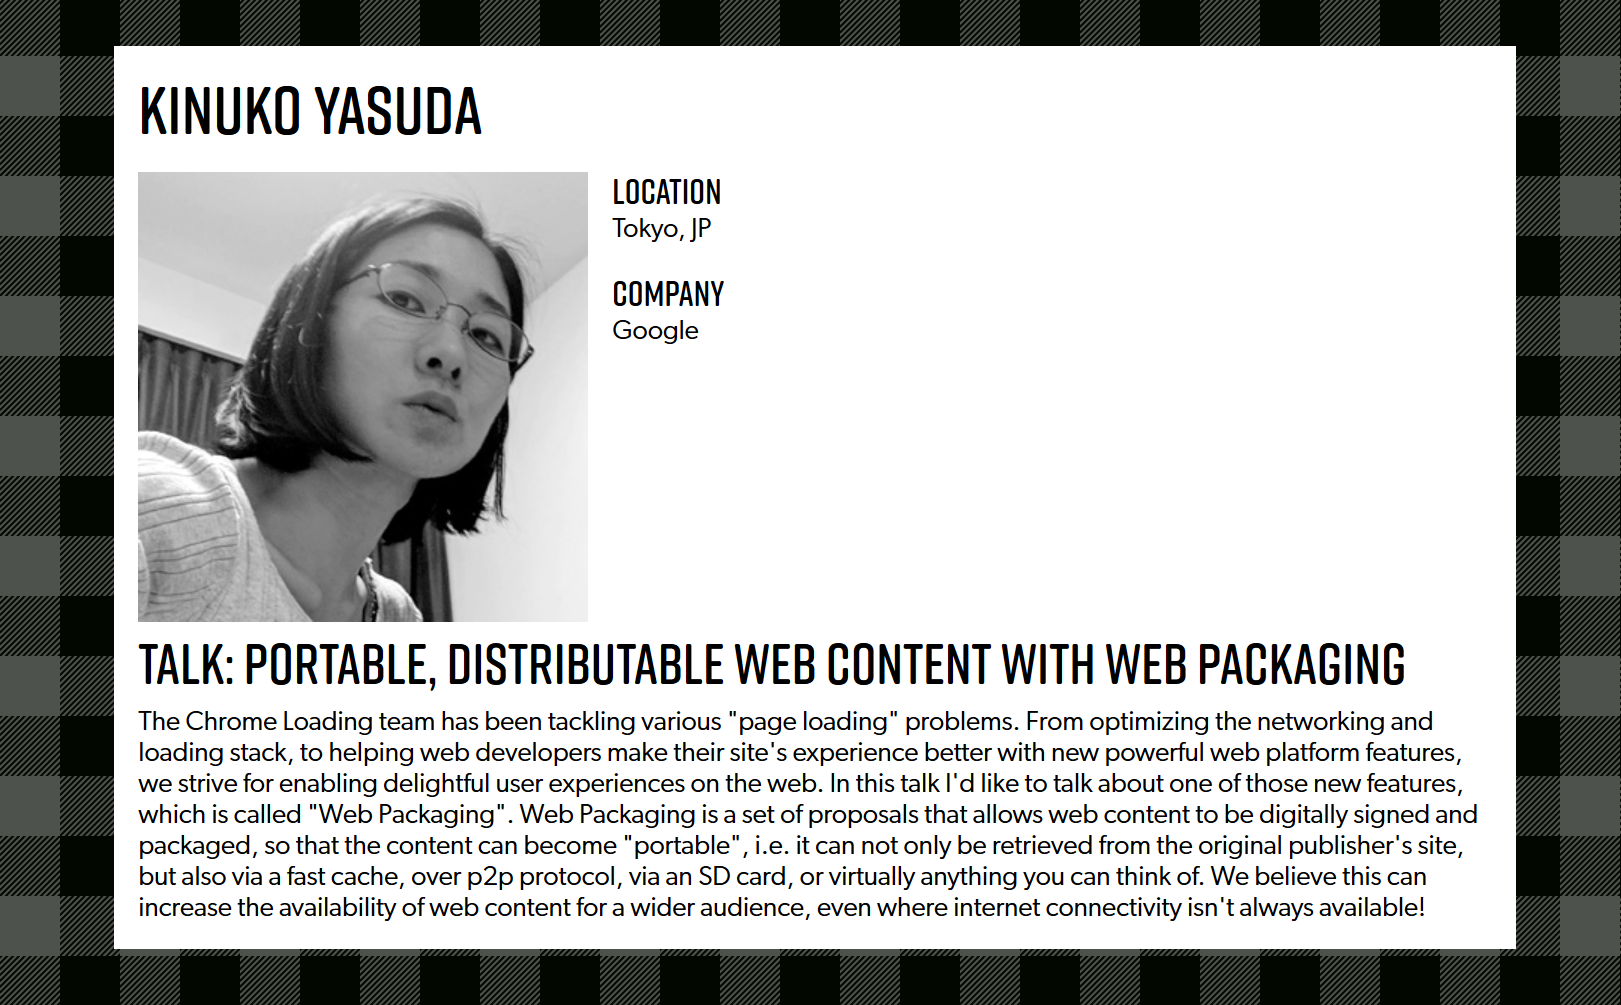 KINUKO YASUDA
LOCATION
Tokyo, JP
COMPANY
Google
TALK: PORTABLE, DISTRIBUTABLE WEB CONTENT WITH WEB PACKAGING
The Chrome Loading team has been tackling various "page loading" problems. From optimizing the networking and
loading stack, to helping web developers make their site's experience better with new powerful web platform features,
we strive for enabling delightful user experiences on the web. In this talk I'd like to talk about one of those new features,
which is called "Web Packaging". Web Packaging is a set of proposals that allows web content to be digitally signed and
packaged, so that the content can become "portable", i.e. it can not only be retrieved from the original publisher's site,
but also via a fast cache, over p2p protocol, via an SD card, or virtually anything you can think of. We believe this can
increase the availability of web content for a wider audience, even where internet connectivity isn't always available!